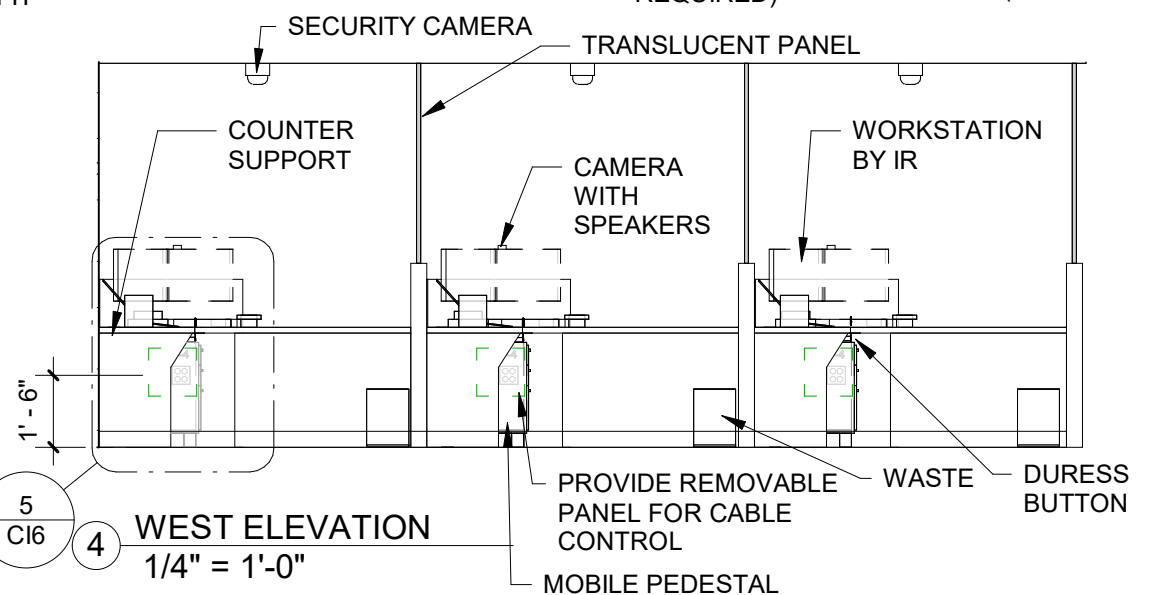 REQUIRED)
SECURITY CAMERA
TRANSLUCENT PANEL
COUNTER
SUPPORT
CAMERA
WITH
SPEAKERS
WORKSTATION
BY IR
1' - 6"
PROVIDE REMOVABLE
PANEL FOR CABLE
CONTROL
WASTE
DURESS
BUTTON
5
CI6
4
WEST ELEVATION
1/4" = 1'-0"
MOBILE PEDESTAL